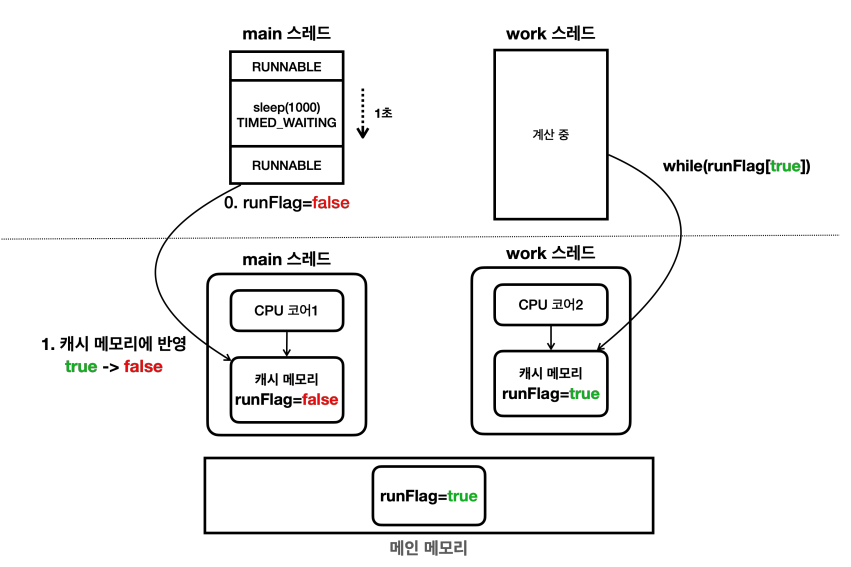 main 스레드
work 스레드
RUNNABLE
sleep(1000)
TIMED_WAITING
1초
RUNNABLE
계산 중
while(runFlag[true])
0. runFlag=false
main 스레드
work 스레드
CPU 코어1
CPU 코어2
1. 캐시 메모리에 반영
true -> false
캐시 메모리
runFlag=false
캐시 메모리
runFlag=true
runFlag=true
메인 메모리